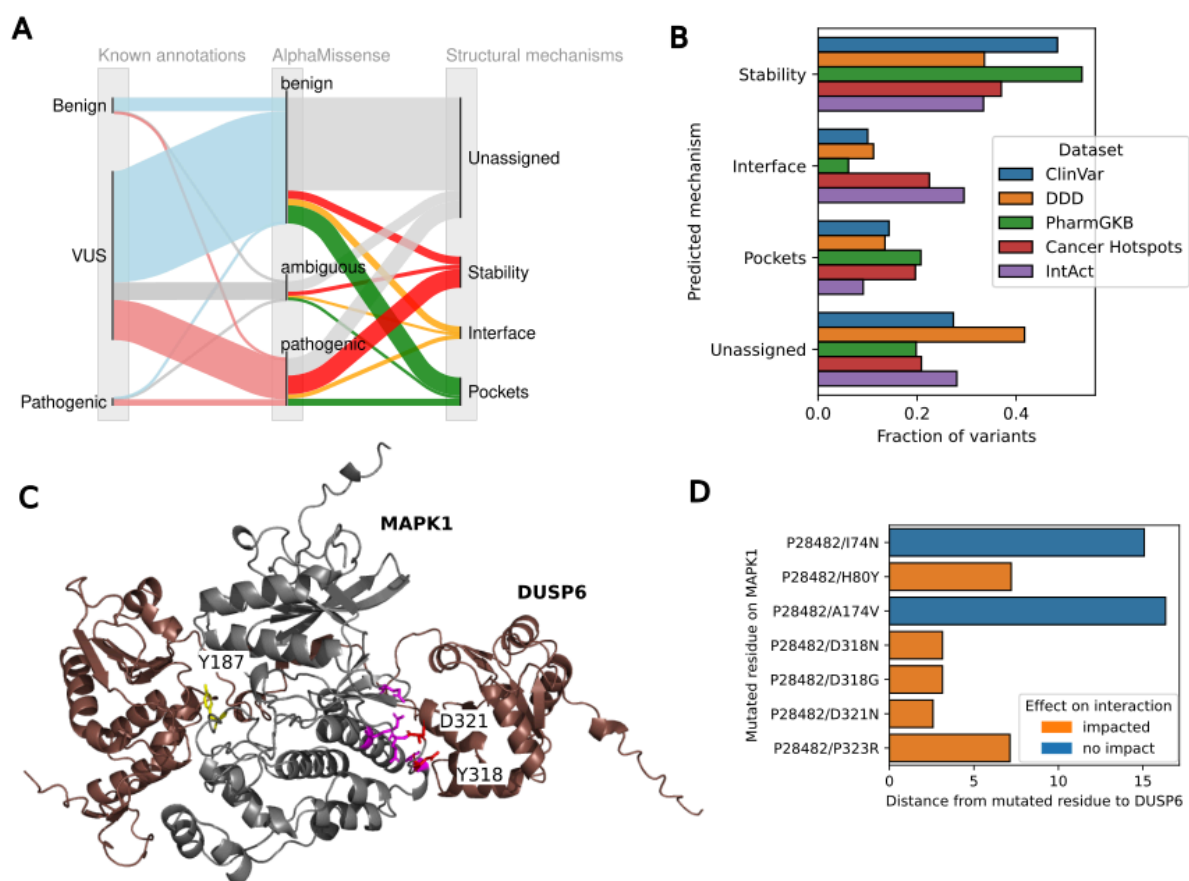 A
Known annotations
AlphaMissense
Structural mechanisms
Benign
VUS
Pathogenic
benign
ambiguous
pathogenic
Unassigned
Stability
Interface
Pockets
B
Predicted mechanism
Stability
Interface
Pockets
Unassigned
Dataset
ClinVar
DDD
PharmGKB
Cancer Hotspots
IntAct
0.0 0.2 0.4
Fraction of variants
C
MAPK1
DUSP6
Y187
D321
Y318
D
Mutated residue on MAPK1
P28482/I74N
P28482/H80Y
P28482/A174V
P28482/D318N
P28482/D318G
P28482/D321N
P28482/P323R
Effect on interaction
impacted
no impact
0 5 10 15
Distance from mutated residue to DUSP6